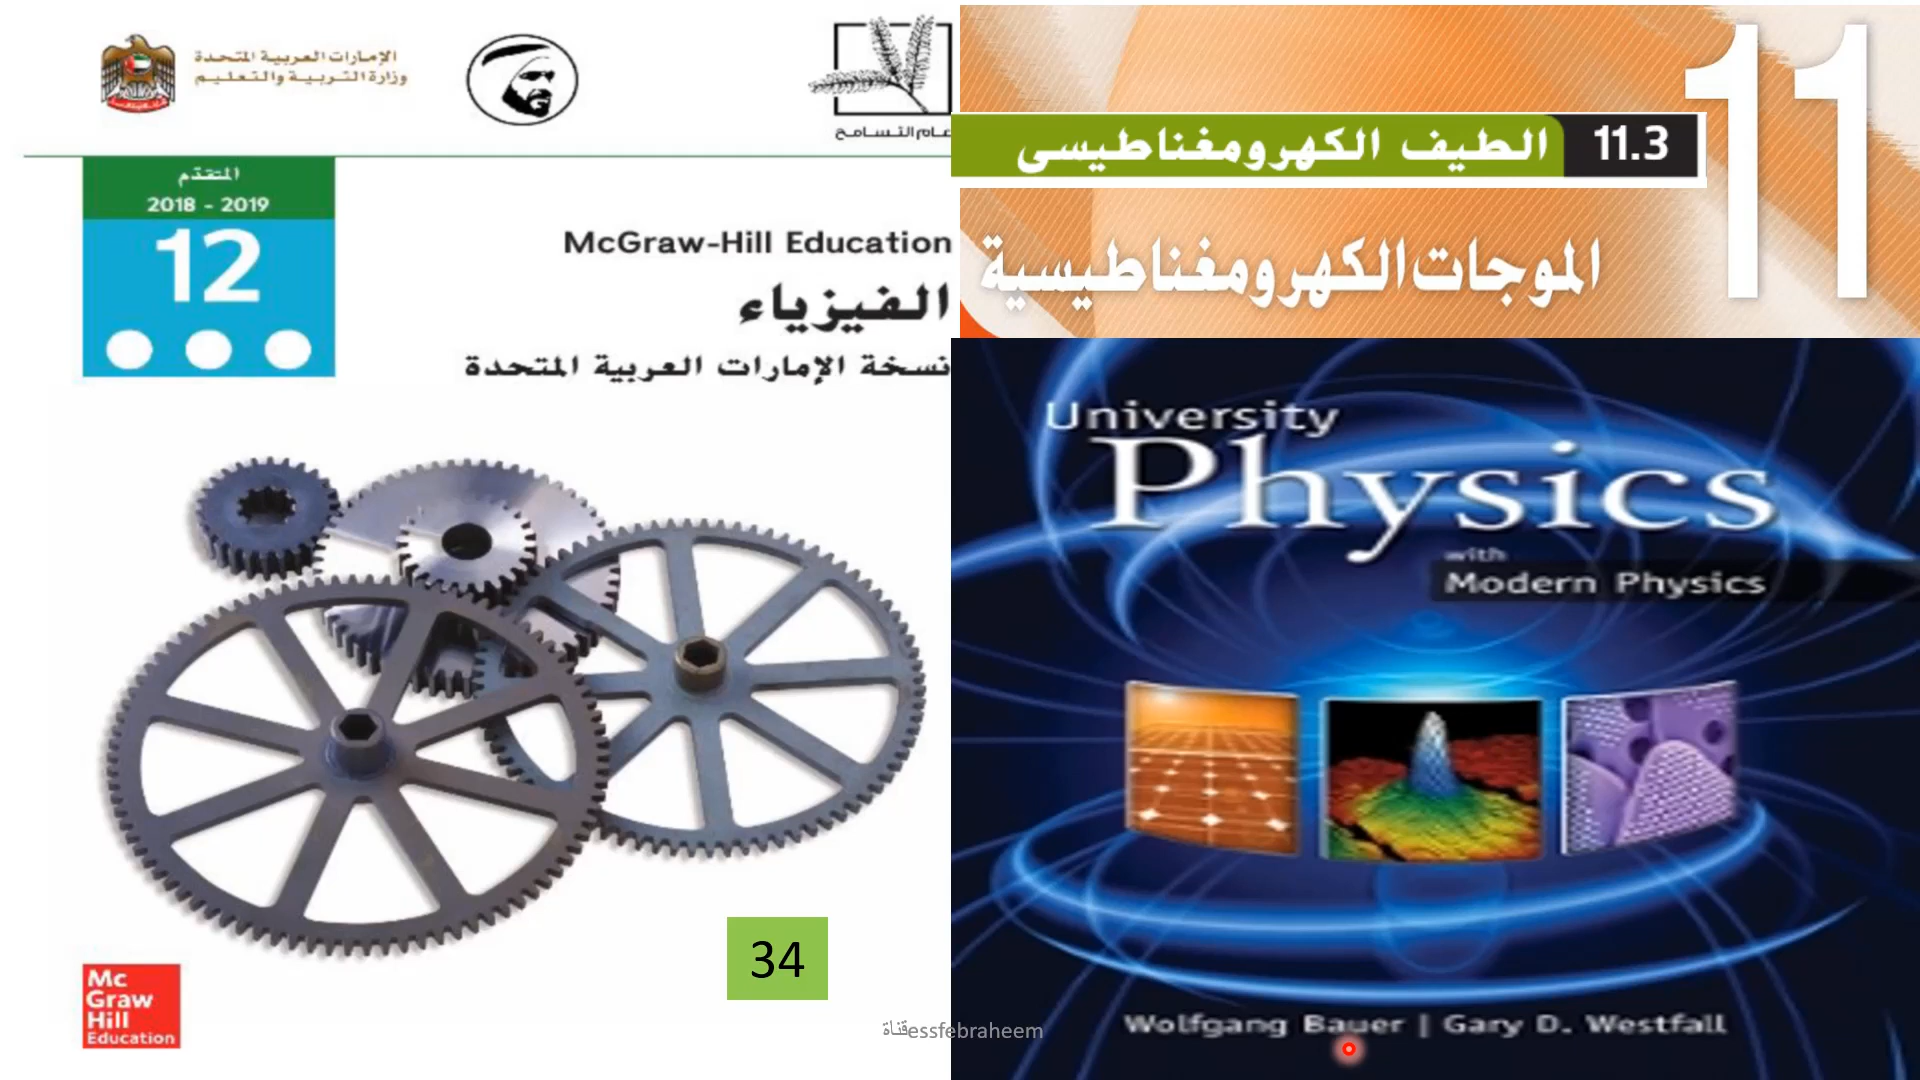 الإمارات العربية المتحدة
وزارة التربية والتعليم
عام التسامح
المتقدم
2018 - 2019
12
McGraw-Hill Education
الفيزياء
نسخة الإمارات العربية المتحدة
34
Mc
Graw
Hill
Education
11
11.3 الطيف الكهرومغناطيسي
الموجات الكهرومغناطيسية
University
Physics
with
Modern Physics
Wolfgang Bauer | Gary D. Westfall
قناة essfebraheem